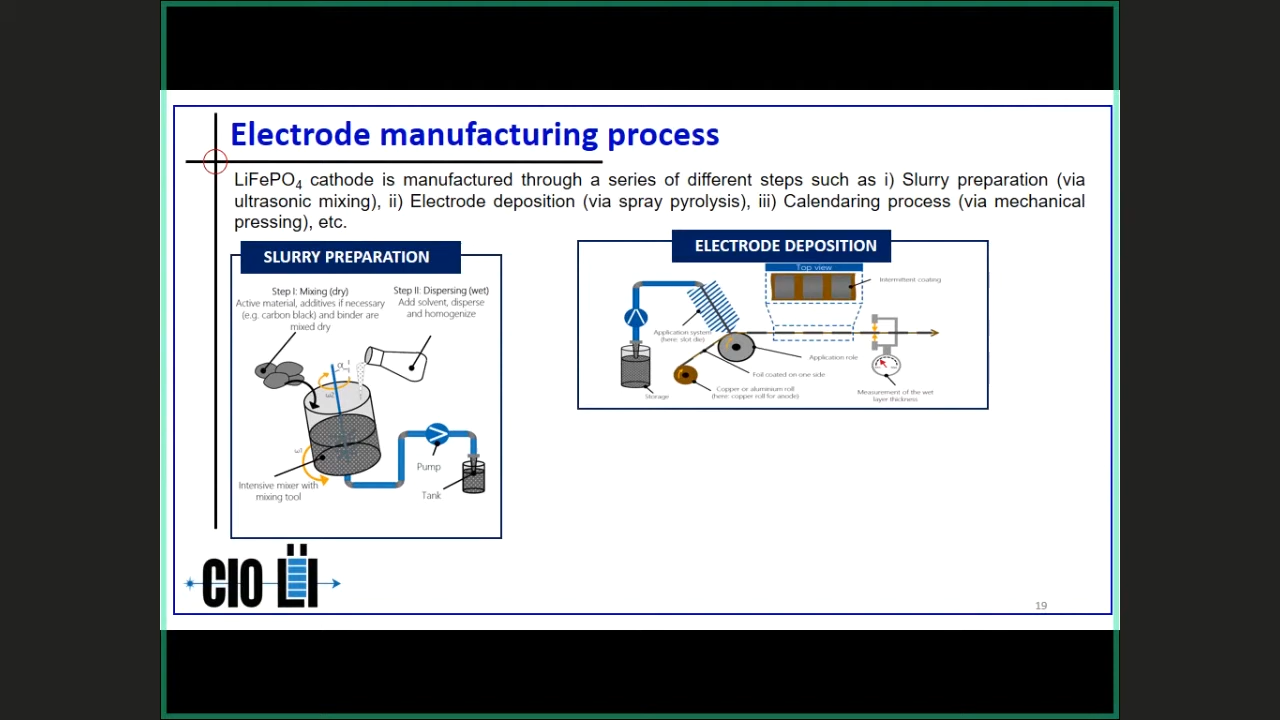 Electrode manufacturing process
LiFePO4 cathode is manufactured through a series of different steps such as i) Slurry preparation (via
ultrasonic mixing), ii) Electrode deposition (via spray pyrolysis), iii) Calendaring process (via mechanical
pressing), etc.
SLURRY PREPARATION
Step I: Mixing (dry)
Active material, additives if necessary
(e.g. carbon black) and binder are
mixed dry
Step II: Dispersing (wet)
Add solvent, disperse
and homogenize
Intensive mixer with
mixing tool
Pump
Tank
ELECTRODE DEPOSITION
Top view
Intermittent coating
Application system
(here: slot die)
Application role
Foil coated on one side
Copper or aluminium roll
(here: copper roll for anode)
Storage
Measurement of the wet
layer thickness
CIO Li
19